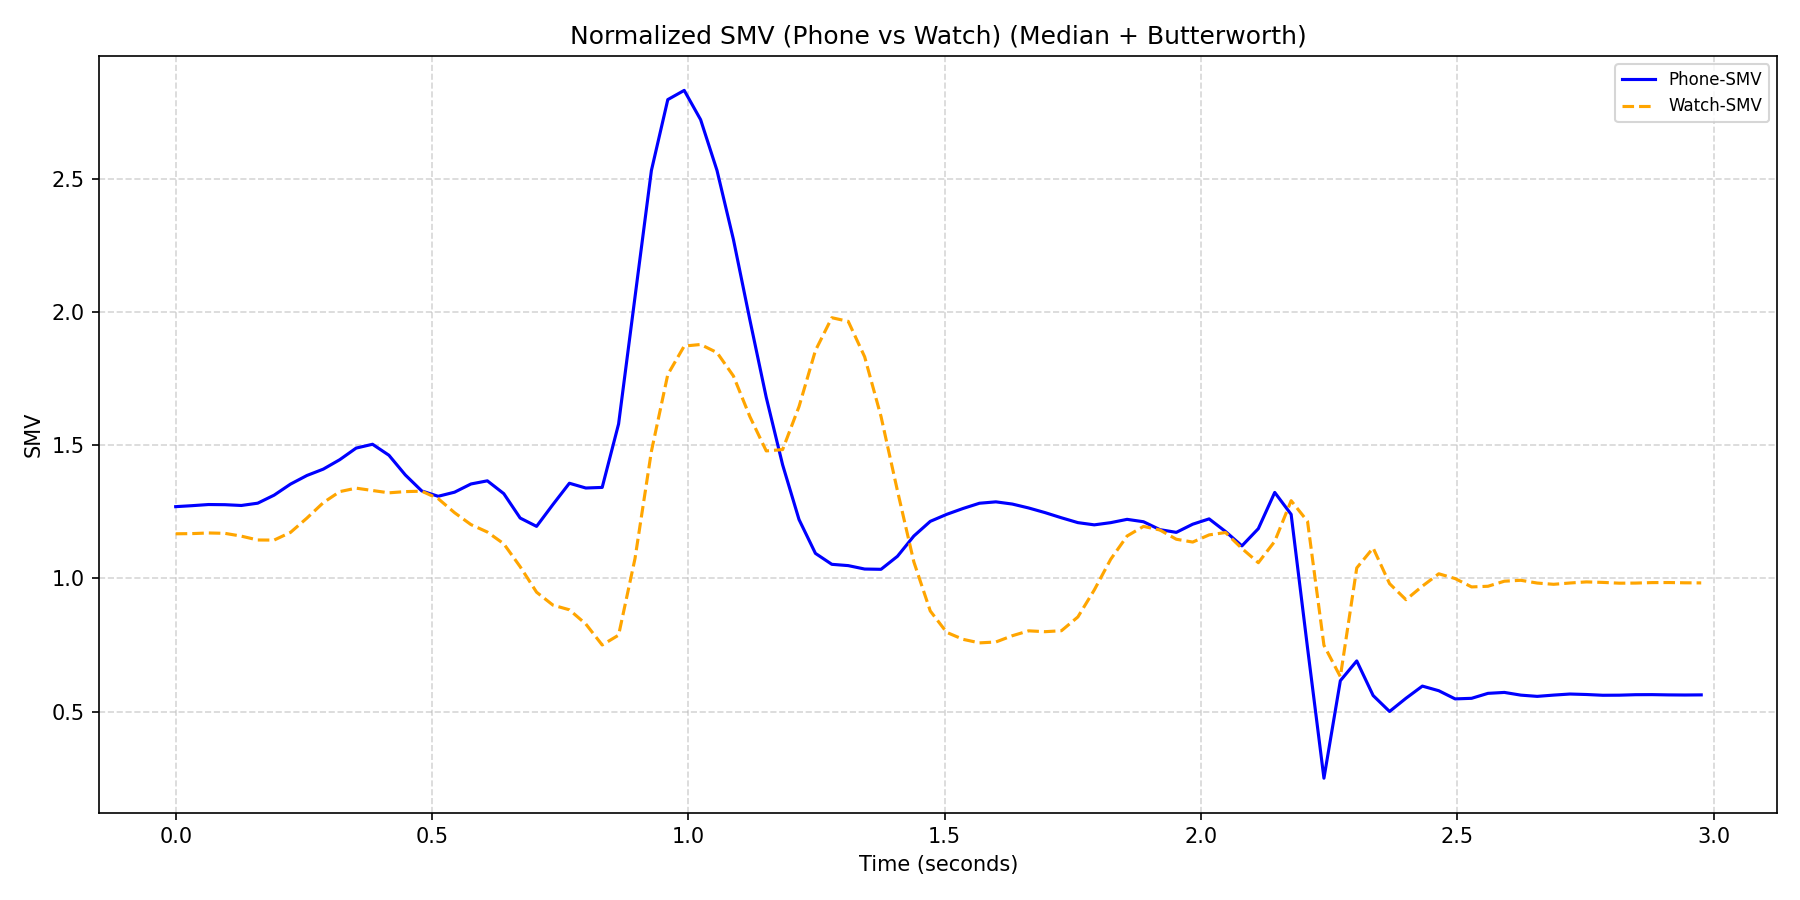 Normalized SMV (Phone vs Watch) (Median + Butterworth)
Phone-SMV
Watch-SMV
2.5
2.0
1.5
1.0
0.5
SMV
0.0 0.5 1.0 1.5 2.0 2.5 3.0
Time (seconds)